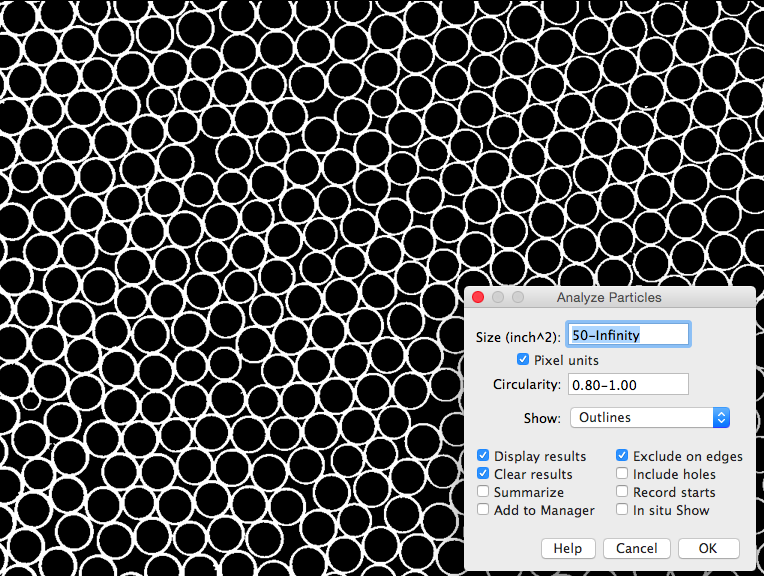 Analyze Particles
Size (inch^2): 50-Infinity
Pixel units
Circularity: 0.80-1.00
Show: Outlines
Display results Exclude on edges
Clear results Include holes
Summarize Record starts
Add to Manager In situ Show
Help Cancel OK